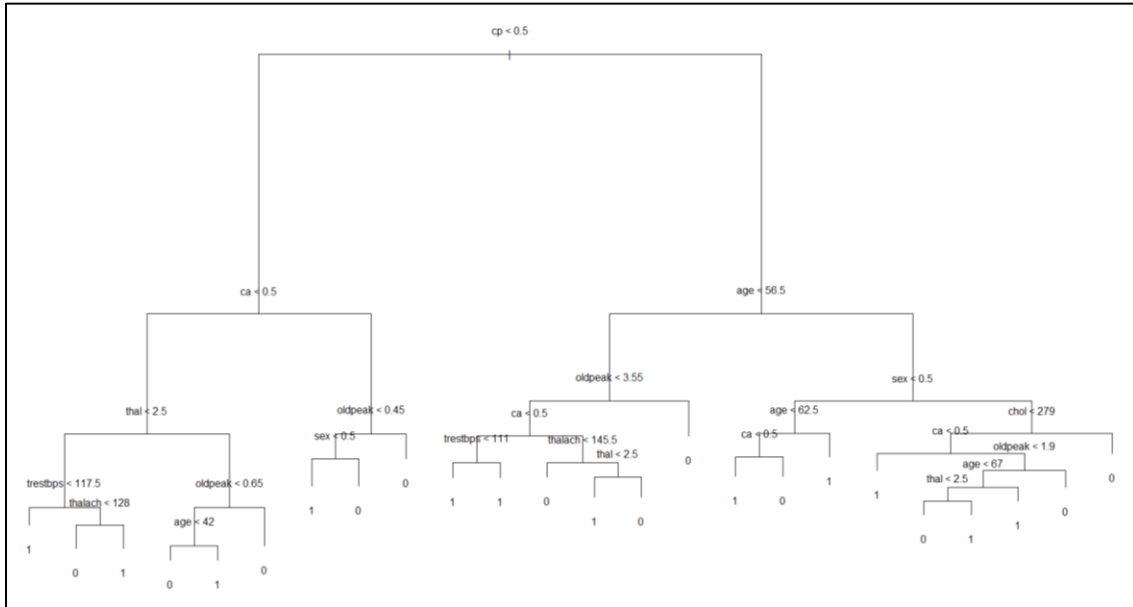 cp < 0.5
ca < 0.5
age < 56.5
oldpeak < 3.55
sex < 0.5
thal < 2.5
oldpeak < 0.45
ca < 0.5
age < 62.5
chol < 279
sex < 0.5
trestbps < 111
thalach < 145.5
thal < 2.5
ca < 0.5
ca < 0.5
oldpeak < 1.9
age < 67
thal < 2.5
0
trestbps < 117.5
thalach < 128
oldpeak < 0.65
0
1
1
0
1
1
0
0
age < 42
1
0
1
0
1
0
1
0
1
0
1
0
1
0
1
0